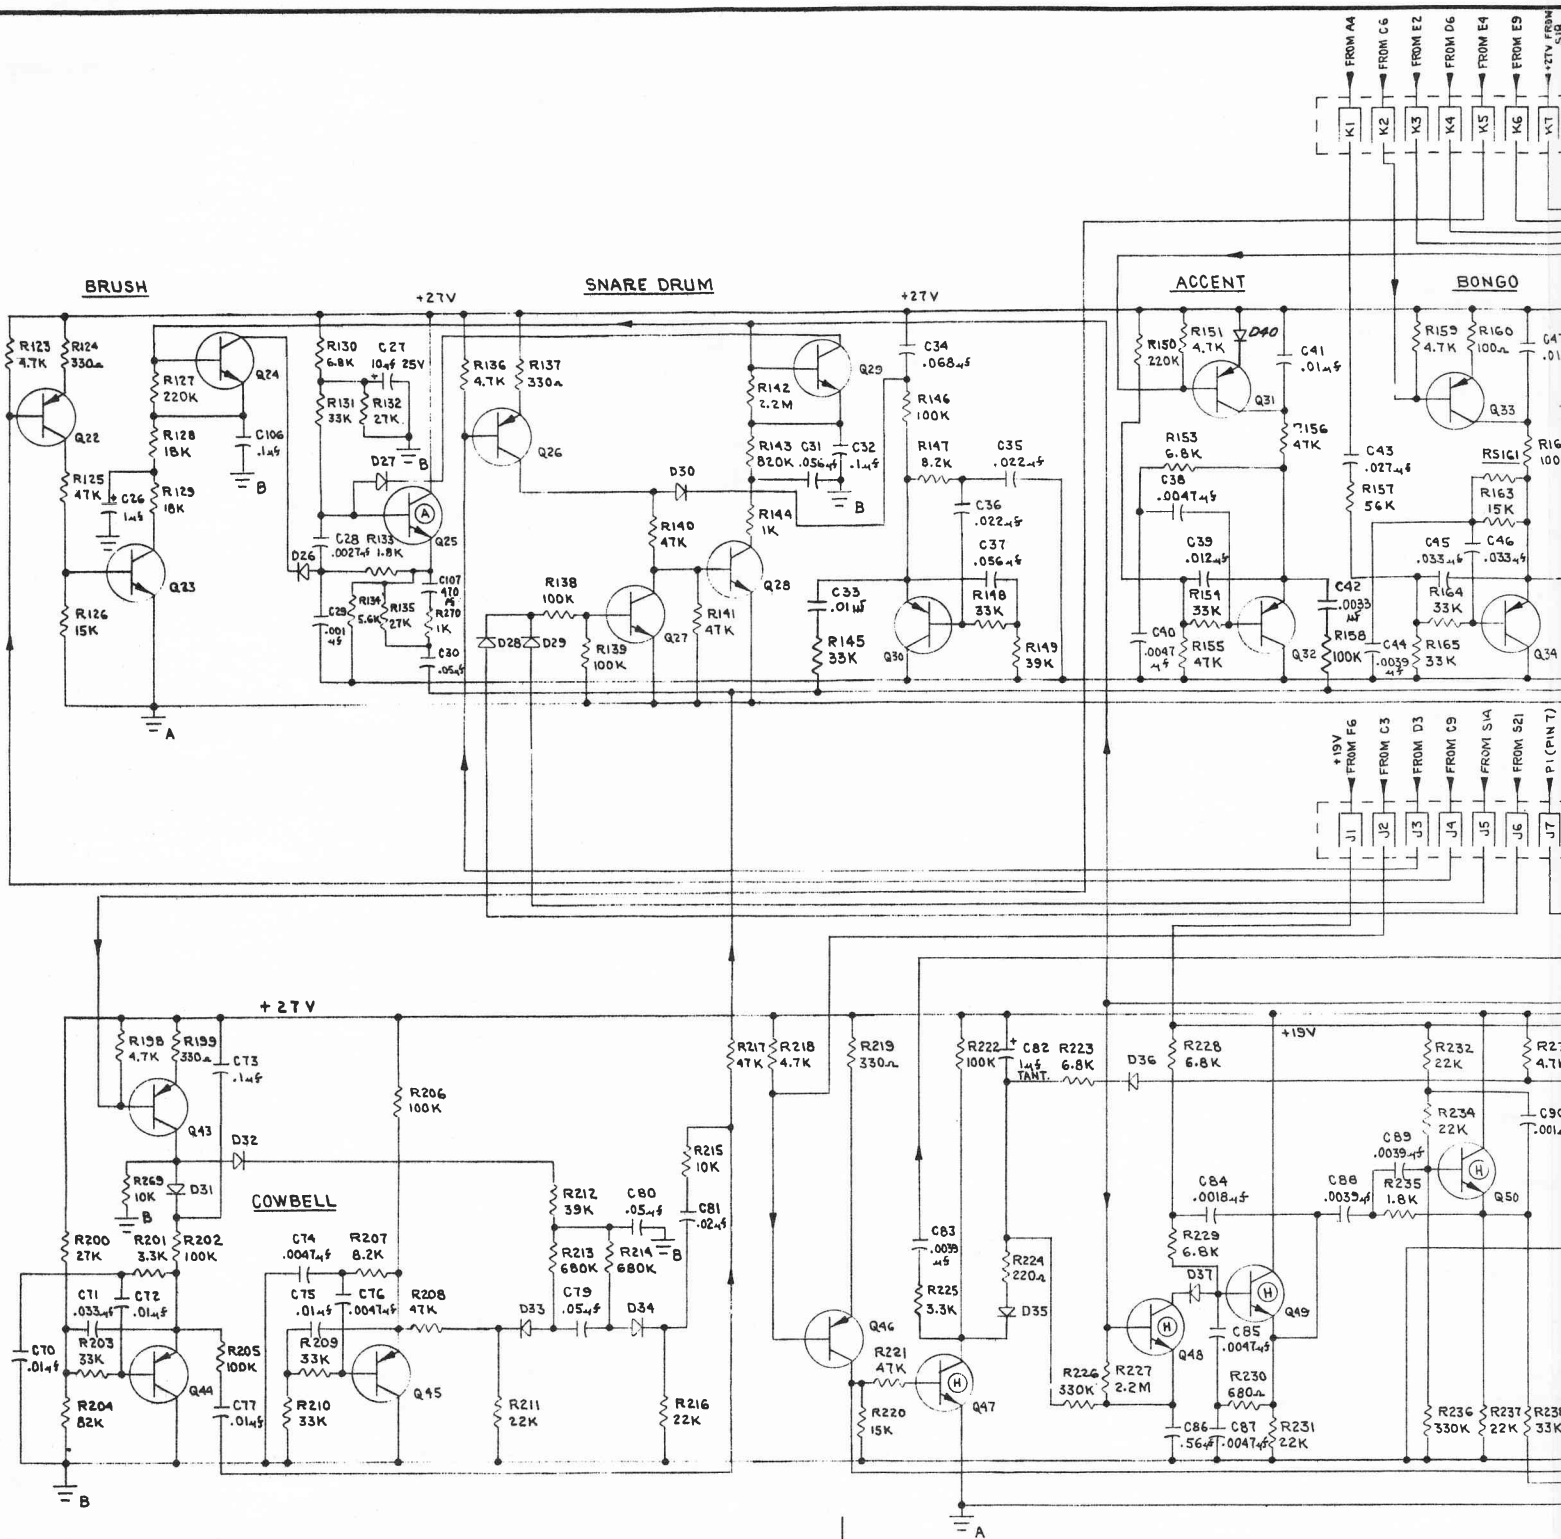 FROM A4
FROM C6
FROM E2
FROM D6
FROM E4
FROM E9
+27V FROM
K1
K2
K3
K4
K5
K6
K7
BRUSH
SNARE DRUM
ACCENT
BONGO
+27V
+27V
R123
4.7K
R124
330Ω
R127
220K
Q24
Q22
R128
18K
C106
.1µf
B
R125
47K
C26
1µf
R129
18K
R126
15K
Q23
A
D26
R130
6.8K
C27
10µf 25V
R131
33K
R132
27K
B
D27
A
Q25
C28
.0027µf
R133
1.8K
C29
.001
µf
R134
5.6K
R135
27K
C107
470
R270
1K
C30
.05µf
R136
4.7K
R137
330Ω
Q26
R138
100K
D28
D29
R139
100K
Q27
D30
R140
47K
R141
47K
R142
2.2M
Q29
R143
820K
C31
.056µf
C32
.1µf
B
R144
1K
Q28
C34
.068µf
R146
100K
R147
8.2K
C35
.022µf
C36
.022µf
C37
.056µf
C33
.01µf
R148
33K
R145
33K
Q30
R149
39K
R150
220K
R151
4.7K
D40
C41
.01µf
Q31
R153
6.8K
C38
.0047µf
R156
47K
C39
.012µf
R154
33K
C40
.0047
µf
R155
47K
Q32
C42
.0033
µf
R158
100K
C43
.027µf
R157
56K
R159
4.7K
R160
100Ω
C47
.01
Q33
RS161
R163
15K
C45
.033µf
C46
.033µf
R164
33K
C44
.0039
µf
R165
33K
Q34
+19V
FROM F6
FROM C3
FROM D3
FROM C9
FROM S14
FROM S21
P1 (PIN 7)
J1
J2
J3
J4
J5
J6
J7
+27V
R198
4.7K
R199
330Ω
C73
.1µf
Q43
D32
R269
10K
D31
B
COWBELL
R200
27K
R201
3.3K
R202
100K
C71
.033µf
C72
.01µf
C70
.01µf
R203
33K
R204
82K
Q44
R205
100K
C77
.01µf
B
R206
100K
C74
.0047µf
R207
8.2K
C75
.01µf
C76
.0047µf
R208
47K
R209
33K
R210
33K
Q45
D33
R211
22K
R212
39K
C80
.05µf
B
R213
680K
R214
680K
C79
.05µf
D34
R215
10K
C81
.02µf
R216
22K
R217
47K
R218
4.7K
R219
330Ω
Q46
R221
47K
R220
15K
H
Q47
A
R222
100K
C82
1µf
TANT.
R223
6.8K
D36
C83
.0039
µf
R225
3.3K
R224
220Ω
D35
R226
330K
R227
2.2M
R228
6.8K
+19V
C84
.0018µf
R229
6.8K
D37
H
Q48
H
Q49
C85
.0047µf
R230
680Ω
C86
.56µf
C87
.0047µf
R231
22K
C88
.0039µf
R232
22K
R234
22K
C89
.0039µf
R235
1.8K
H
Q50
C90
.001µ
R236
330K
R237
22K
R238
33K